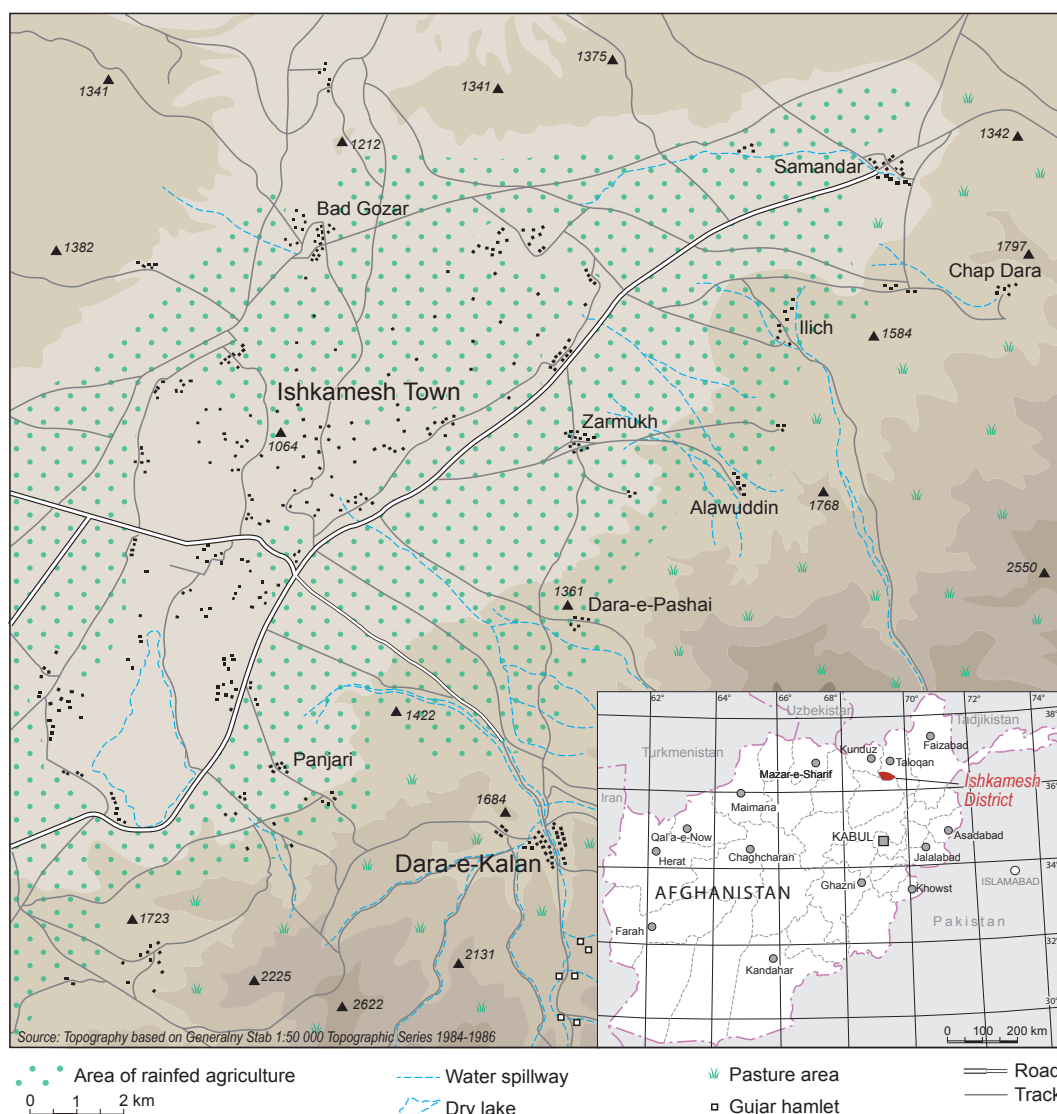 1375
1341
1341
1342
1212
Samandar
Bad Gozar
1382
1797
Chap Dara
Ilich
1584
Ishkamesh Town
Zarmukh
1064
1768
Alawuddin
2550
1361
Dara-e-Pashai
1422
Panjari
1684
Dara-e-Kalan
1723
2131
2225
2622
Source: Topography based on Generalny Stab 1:50 000 Topographic Series 1984-1986
62°
64°
66°
68°
70°
72°
74°
38°
Uzbekistan
Tadjikistan
Turkmenistan
Faizabad
Kunduz
Taloqan
Mazar-e-Sharif
Ishkamesh
District
36°
Iran
Maimana
Qal'a-e-Now
KABUL
Asadabad
Herat
Chaghcharan
Jalalabad
34°
ISLAMABAD
AFGHANISTAN
Ghazni
Khowst
Pakistan
Farah
32°
Kandahar
30°
0 100 200 km
Area of rainfed agriculture
0 1 2 km
Water spillway
Dry lake
Pasture area
Gujar hamlet
Road
Track